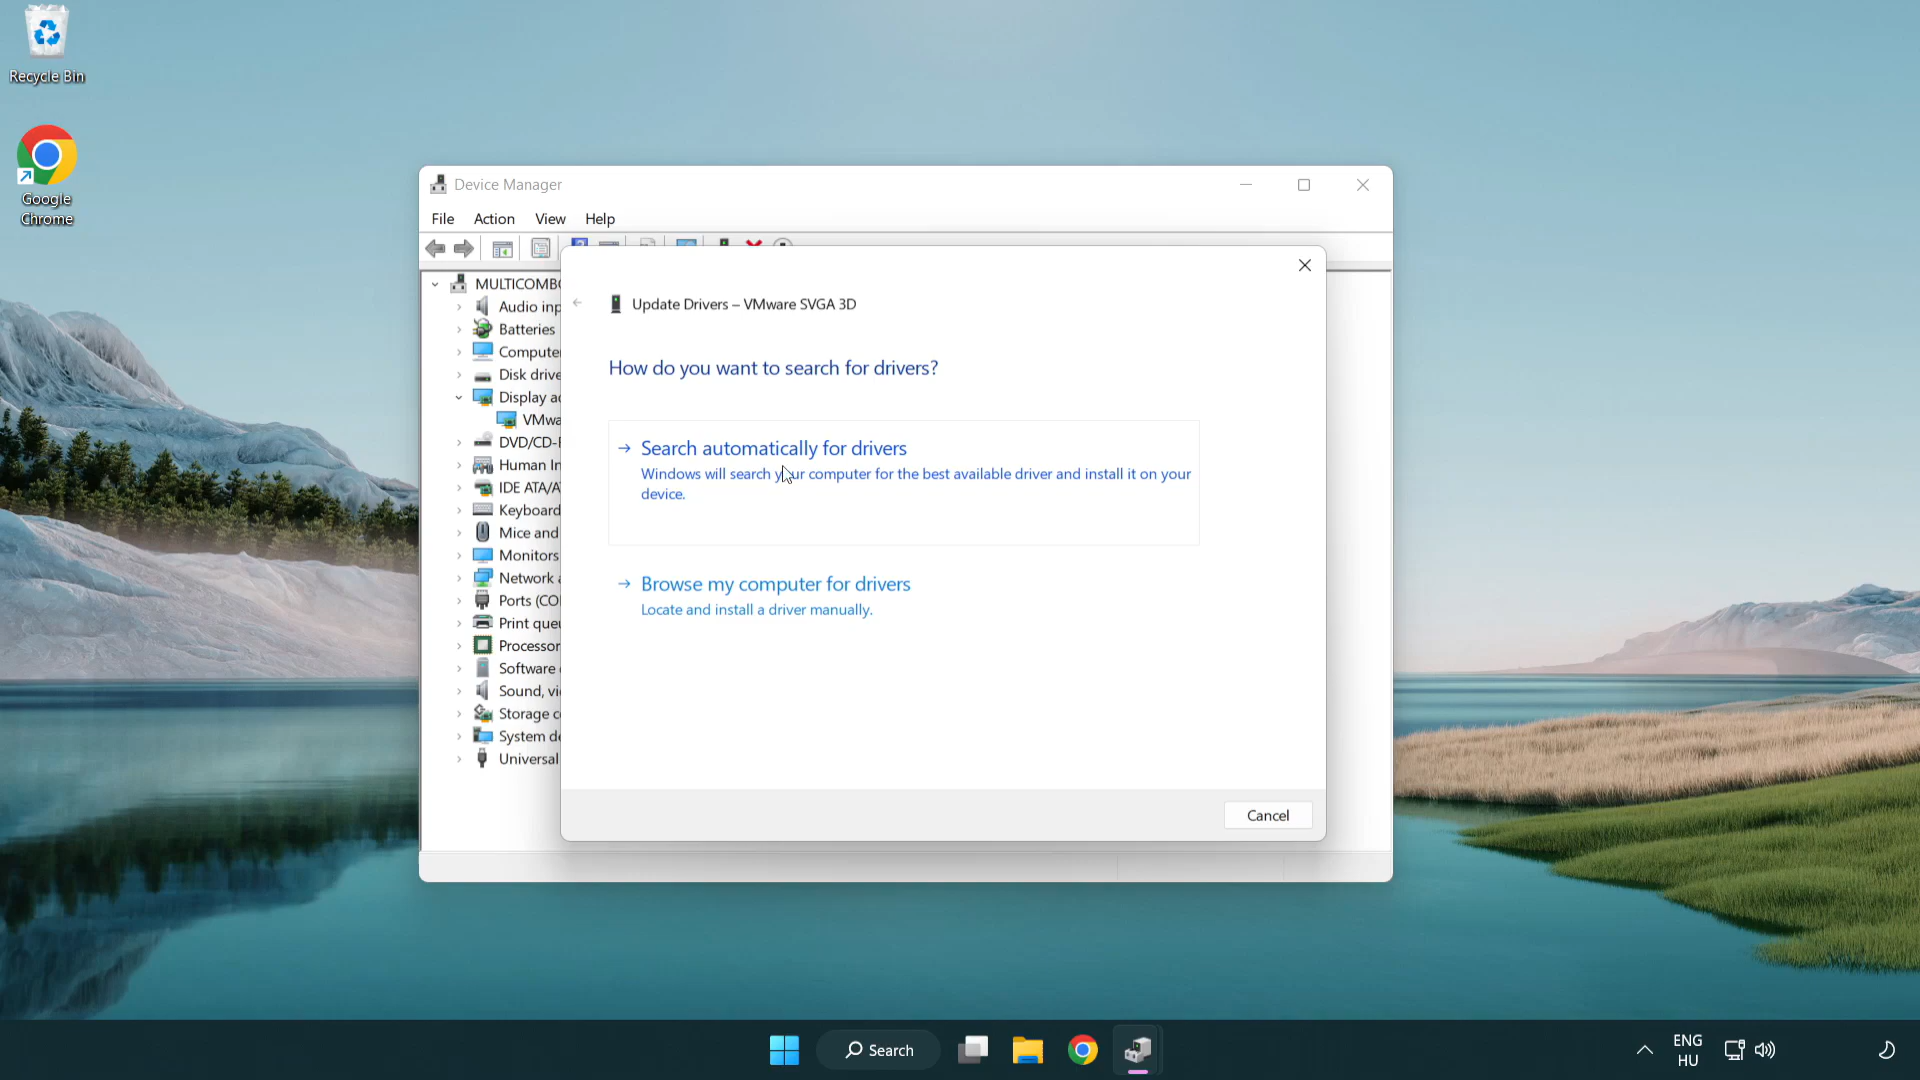 Recycle Bin
Google
Chrome
Device Manager
File Action View Help
MULTICOMBO
Audio inp
Batteries
Compute
Disk drive
Display a
VMwa
DVD/CD-R
Human In
IDE ATA/A
Keyboard
Mice and
Monitors
Network a
Ports (CO
Print que
Processor
Software
Sound, vi
Storage c
System de
Universal
Update Drivers – VMware SVGA 3D
How do you want to search for drivers?
Search automatically for drivers
Windows will search your computer for the best available driver and install it on your
device.
Browse my computer for drivers
Locate and install a driver manually.
Cancel
Search
ENG
HU